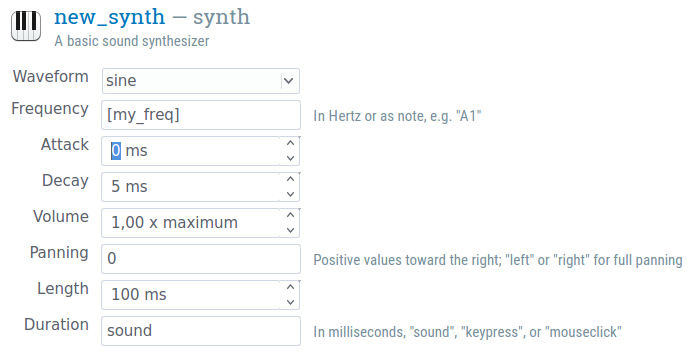 new_synth — synth
A basic sound synthesizer
Waveform sine
Frequency [my_freq] In Hertz or as note, e.g. "A1"
Attack 0 ms
Decay 5 ms
Volume 1,00 x maximum
Panning 0 Positive values toward the right; "left" or "right" for full panning
Length 100 ms
Duration sound In milliseconds, "sound", "keypress", or "mouseclick"